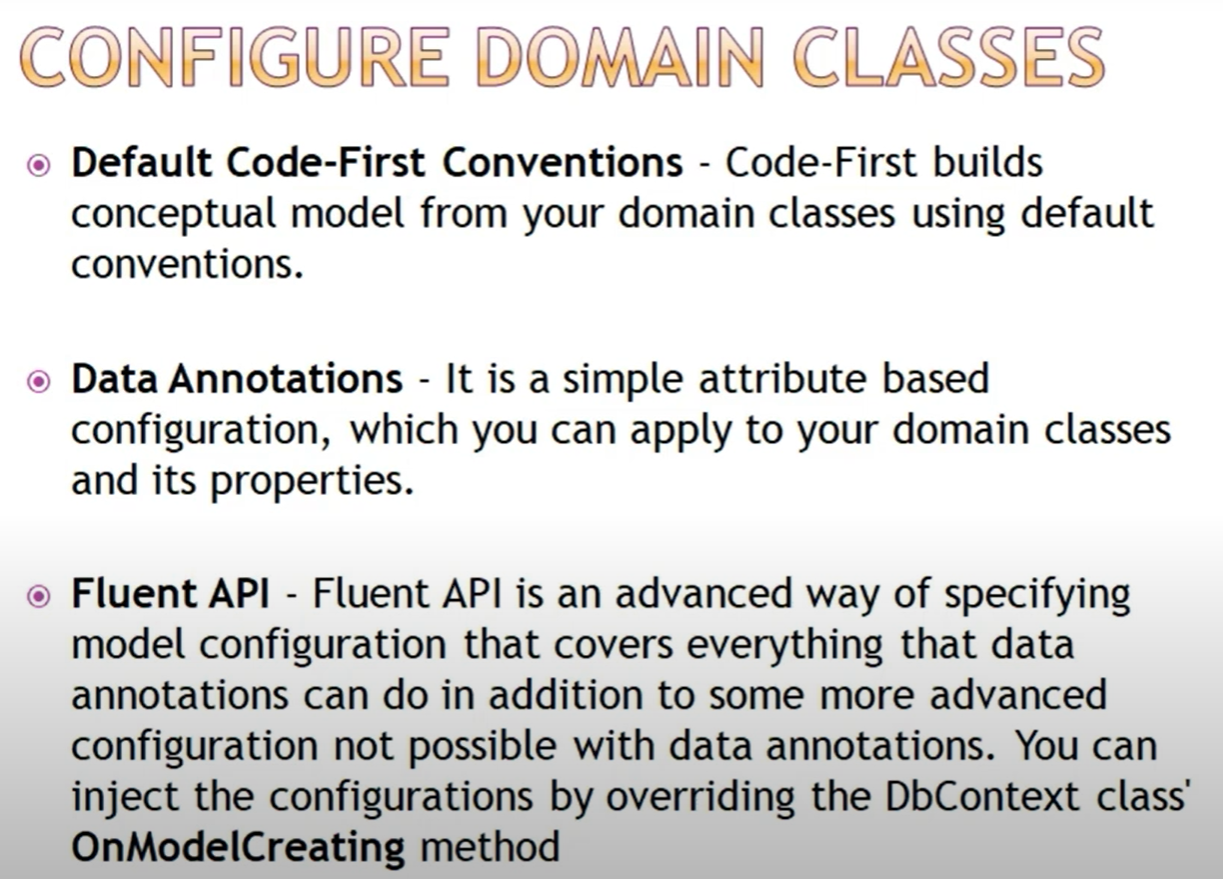 CONFIGURE DOMAIN CLASSES
Default Code-First Conventions - Code-First builds
conceptual model from your domain classes using default
conventions.
Data Annotations - It is a simple attribute based
configuration, which you can apply to your domain classes
and its properties.
Fluent API - Fluent API is an advanced way of specifying
model configuration that covers everything that data
annotations can do in addition to some more advanced
configuration not possible with data annotations. You can
inject the configurations by overriding the DbContext class'
OnModelCreating method